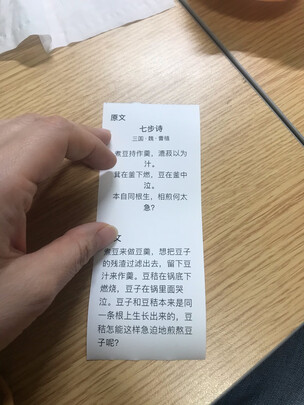 原文
七步诗
三国·魏·曹植
煮豆持作羹，漉菽以为
汁。
萁在釜下燃，豆在釜中
泣。
本自同根生，相煎何太
急？
文
煮豆来做豆羹，想把豆子
的残渣过滤出去，留下豆
汁来作羹。豆秸在锅底下
燃烧，豆子在锅里面哭
泣。豆子和豆秸本来是同
一条根上生长出来的，豆
秸怎能这样急迫地煎熬豆
子呢？